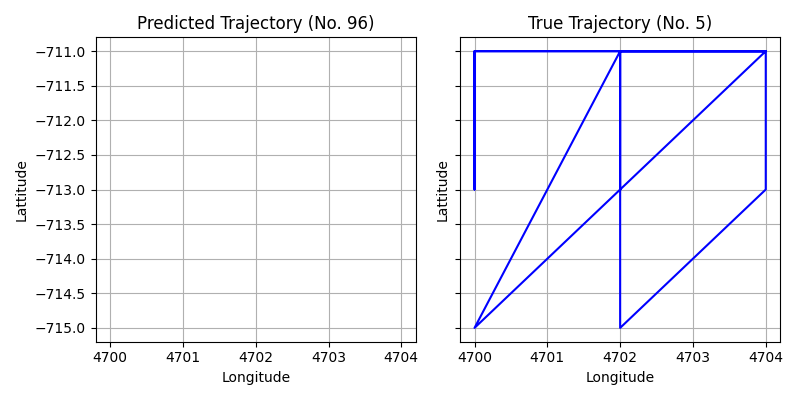 Predicted Trajectory (No. 96)
−711.0
−711.5
−712.0
−712.5
−713.0
−713.5
−714.0
−714.5
−715.0
Lattitude
4700 4701 4702 4703 4704
Longitude
True Trajectory (No. 5)
Lattitude
4700 4701 4702 4703 4704
Longitude